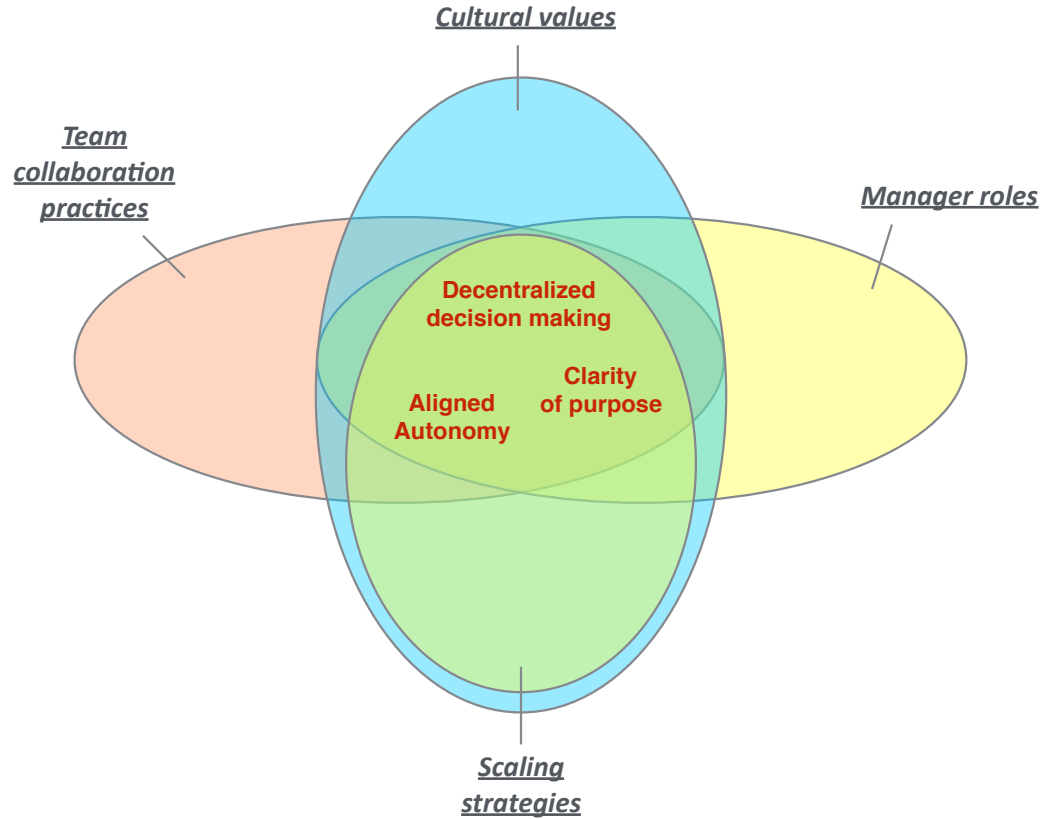 Cultural values
Team
collaboration
practices
Manager roles
Decentralized
decision making
Clarity
of purpose
Aligned
Autonomy
Scaling
strategies